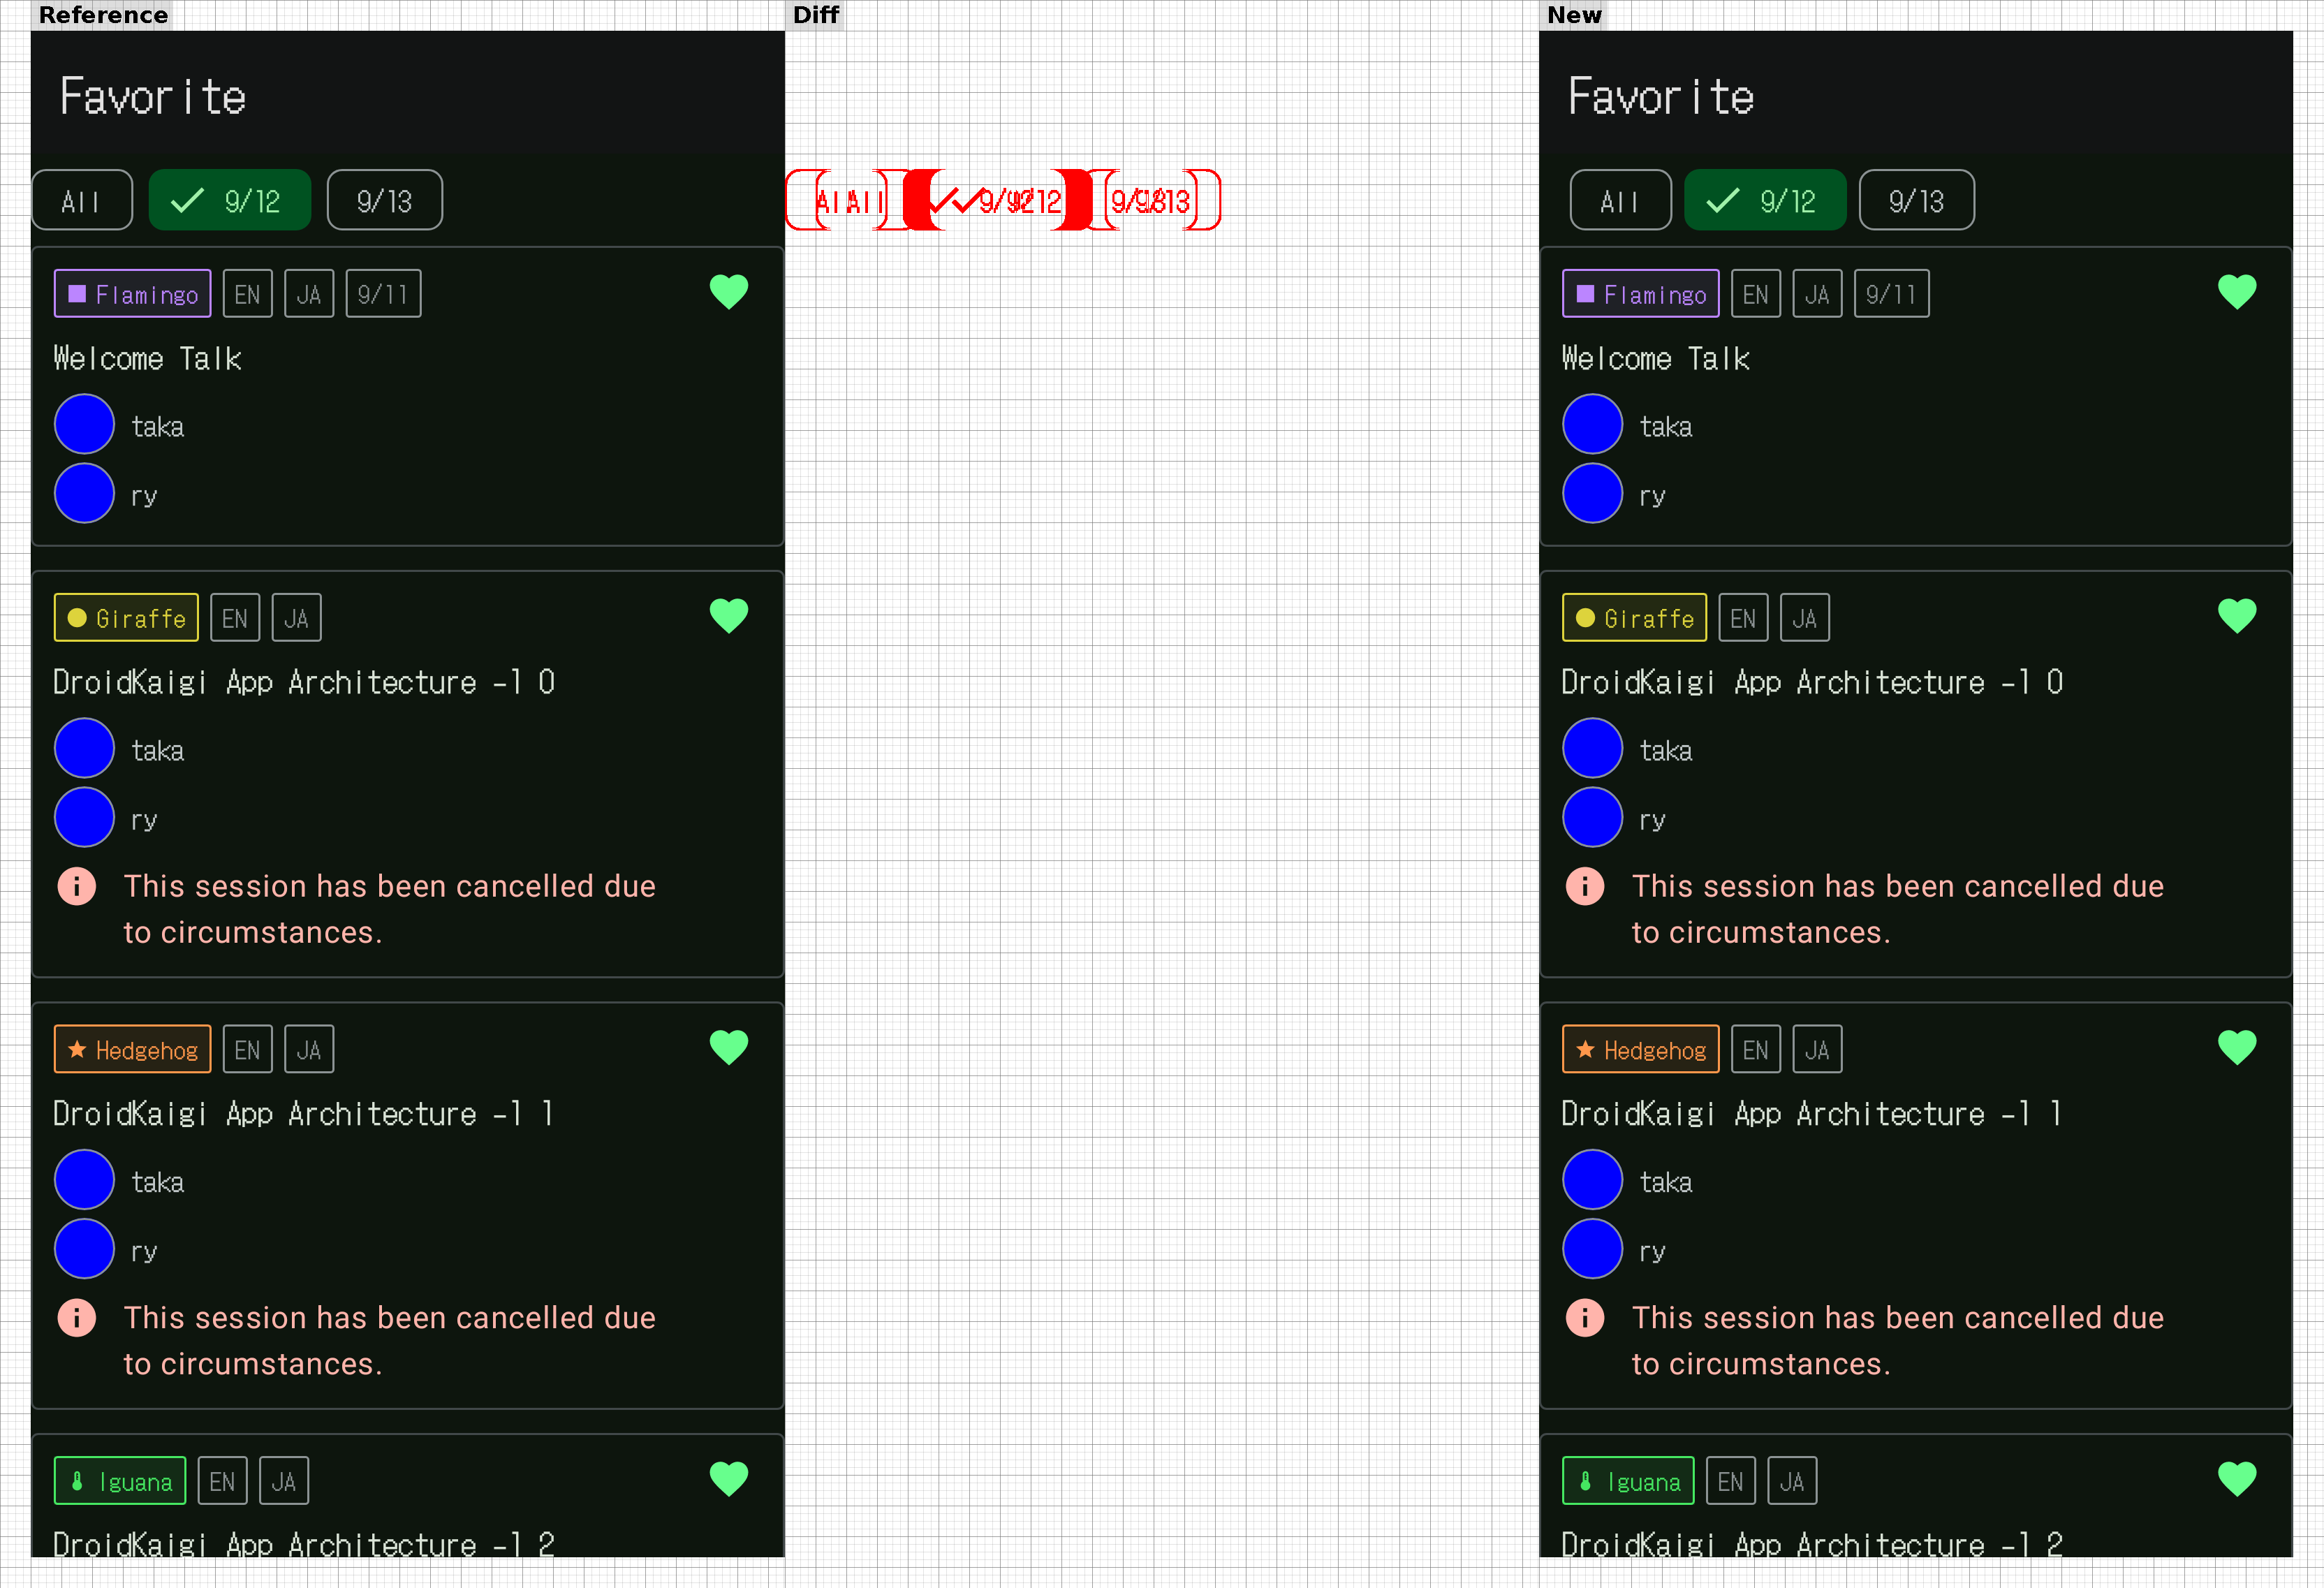 Reference
Diff
New
Favorite
All 9/12 9/13
Flamingo EN JA 9/11
Welcome Talk
taka
ry
Giraffe EN JA
DroidKaigi App Architecture -1 0
taka
ry
This session has been cancelled due
to circumstances.
Hedgehog EN JA
DroidKaigi App Architecture -1 1
taka
ry
This session has been cancelled due
to circumstances.
Iguana EN JA
DroidKaigi App Architecture -1 2
Favorite
All 9/12 9/13
Flamingo EN JA 9/11
Welcome Talk
taka
ry
Giraffe EN JA
DroidKaigi App Architecture -1 0
taka
ry
This session has been cancelled due
to circumstances.
Hedgehog EN JA
DroidKaigi App Architecture -1 1
taka
ry
This session has been cancelled due
to circumstances.
Iguana EN JA
DroidKaigi App Architecture -1 2